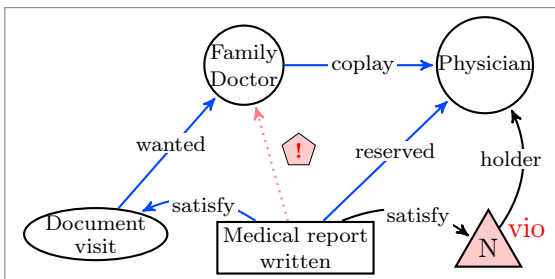 Family
Doctor
coplay
Physician
!
wanted
reserved
holder
satisfy
satisfy
Document
visit
Medical report
written
N
vio